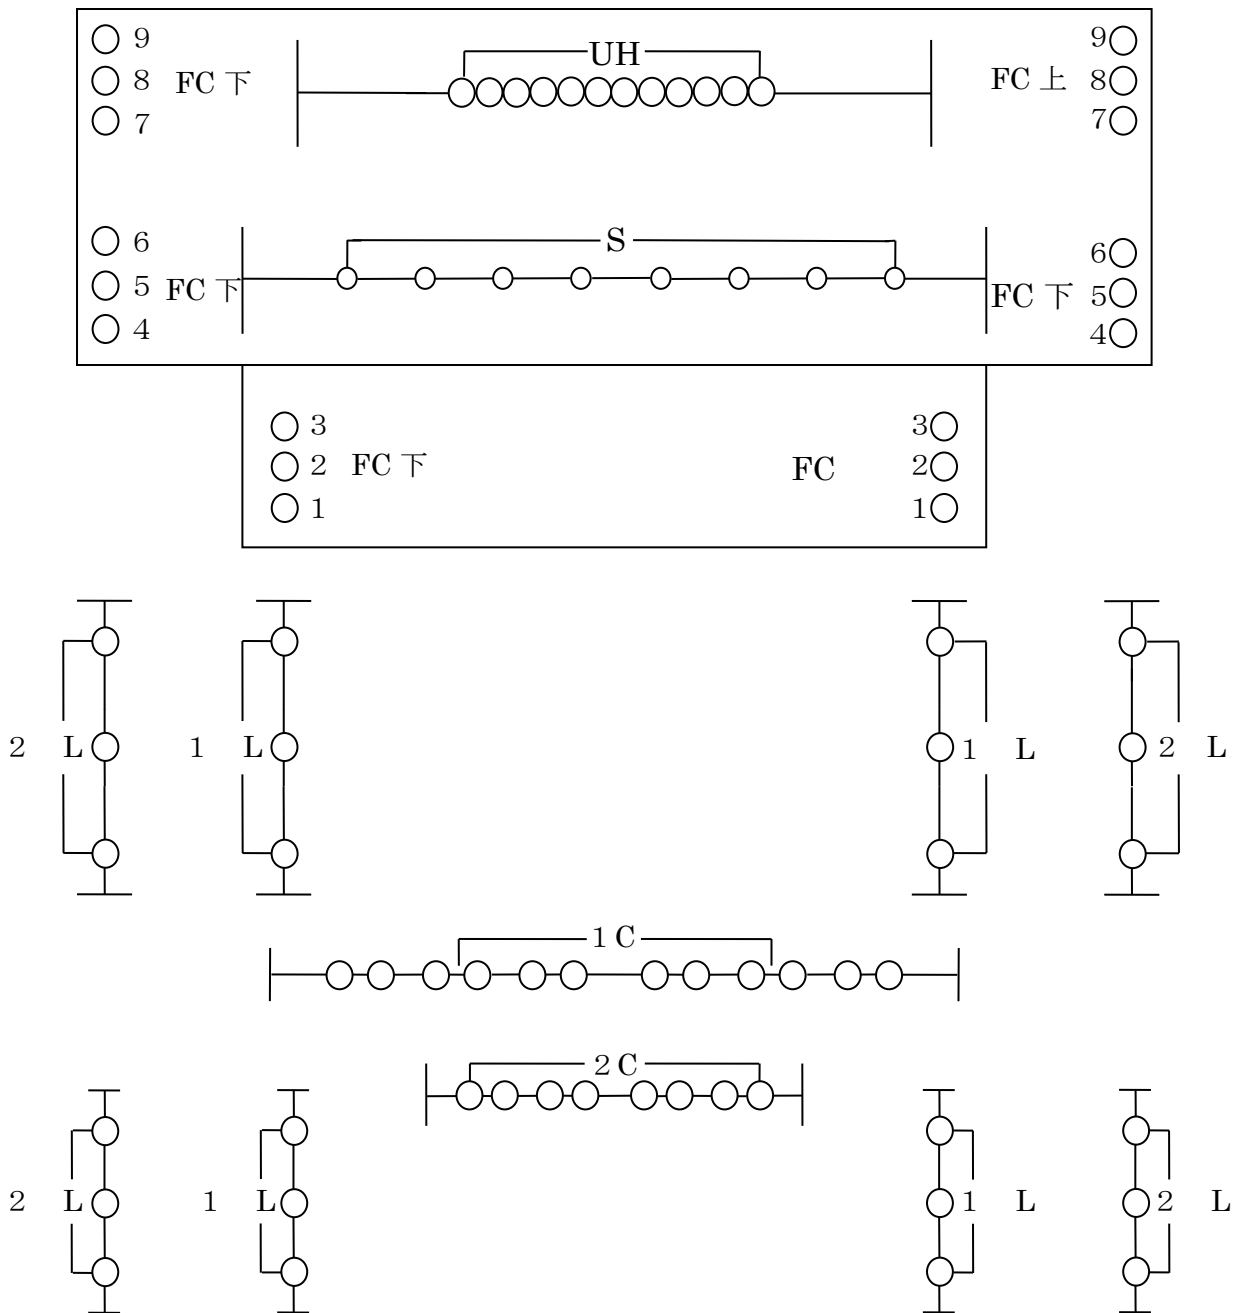 9 UH 9
8 FC 下 FC 上 8
7 7
6 S 6
5 FC 下 FC 下 5
4 4
3 3
2 FC 下 FC 2
1 1
2 L 1 L 1 L 2 L
1 C
2 C
2 L 1 L 1 L 2 L